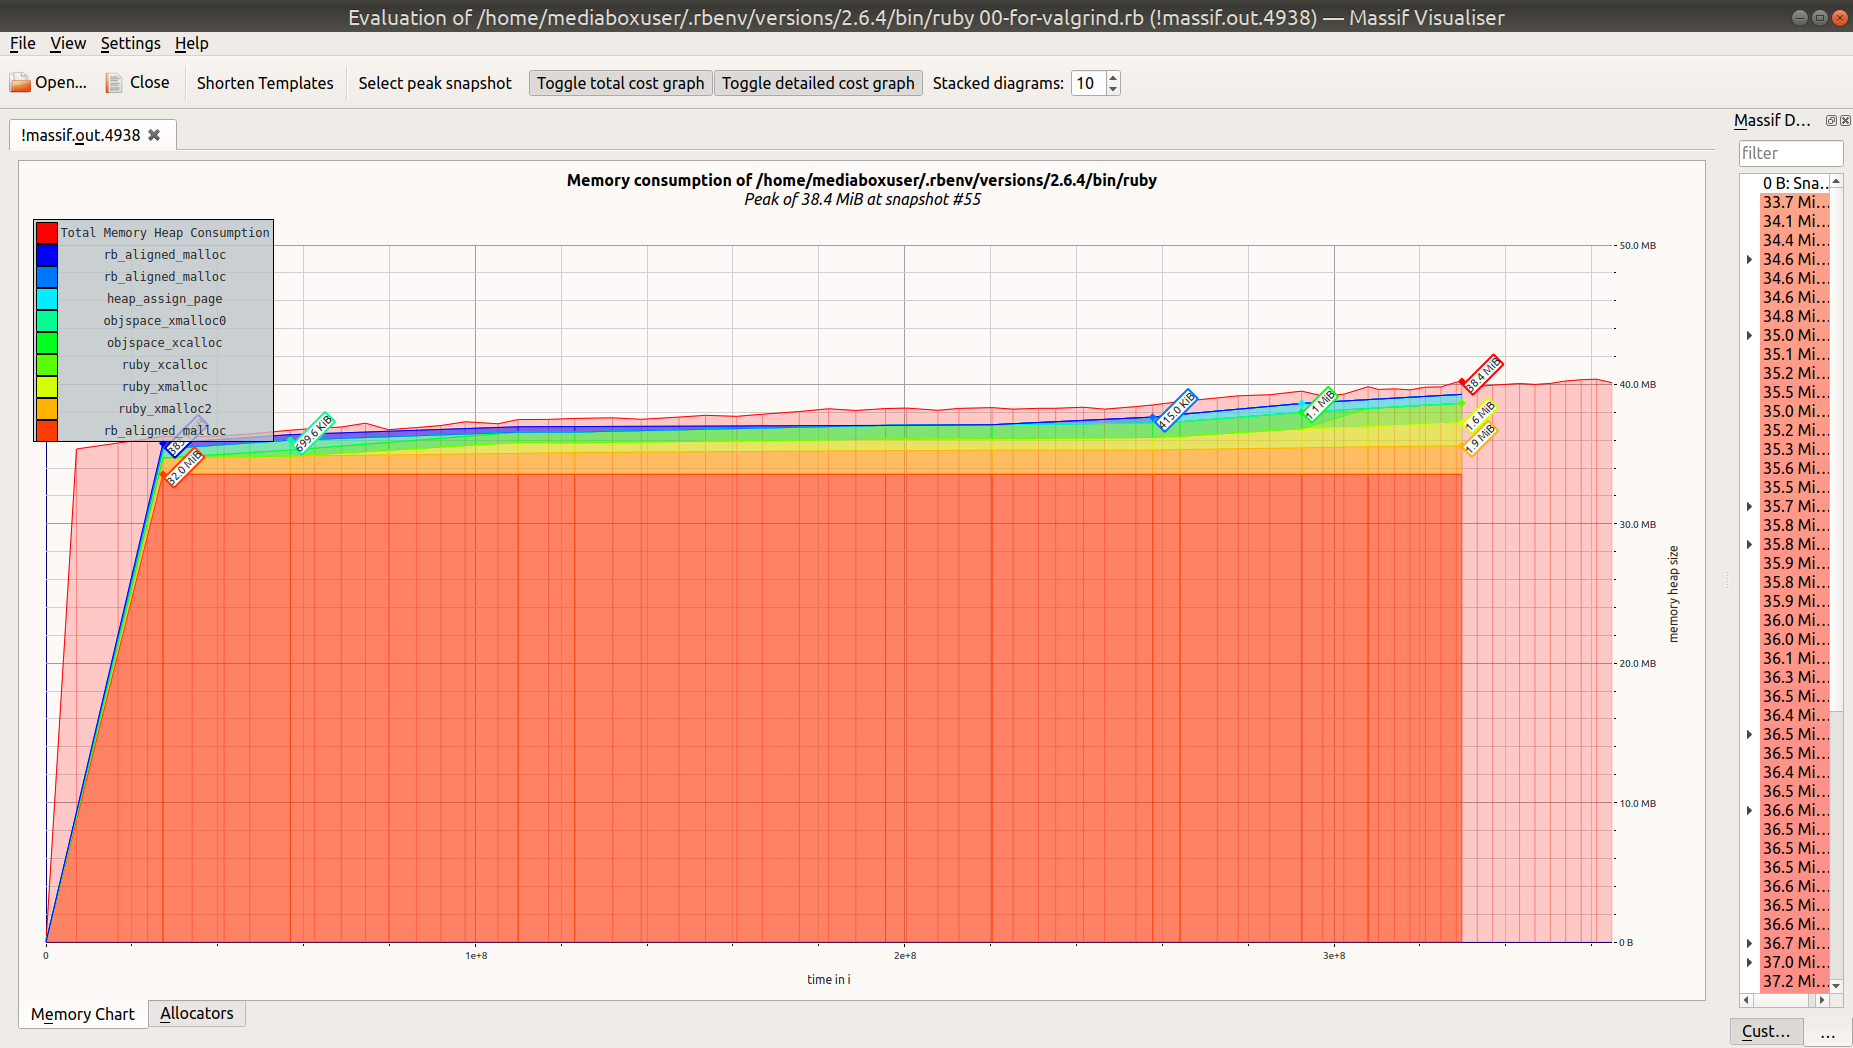 Evaluation of /home/mediaboxuser/.rbenv/versions/2.6.4/bin/ruby 00-for-valgrind.rb (!massif.out.4938) — Massif Visualiser
File View Settings Help
Open... Close Shorten Templates Select peak snapshot Toggle total cost graph Toggle detailed cost graph Stacked diagrams: 10
!massif.out.4938
Memory consumption of /home/mediaboxuser/.rbenv/versions/2.6.4/bin/ruby
Peak of 38.4 MiB at snapshot #55
Total Memory Heap Consumption
rb_aligned_malloc
rb_aligned_malloc
heap_assign_page
objspace_xmalloc0
objspace_xcalloc
ruby_xcalloc
ruby_xmalloc
ruby_xmalloc2
rb_aligned_malloc
32.0 MiB
699.6 KiB
415.0 KiB
1.1 MiB
38.4 MiB
1.6 MiB
1.9 MiB
50.0 MB
40.0 MB
30.0 MB
20.0 MB
10.0 MB
0 B
memory heap size
0 1e+8 2e+8 3e+8
time in i
Memory Chart Allocators
Massif D...
filter
0 B: Sna...
33.7 Mi...
34.1 Mi...
34.4 Mi...
34.6 Mi...
34.6 Mi...
34.6 Mi...
34.8 Mi...
35.0 Mi...
35.1 Mi...
35.2 Mi...
35.5 Mi...
35.0 Mi...
35.2 Mi...
35.3 Mi...
35.6 Mi...
35.5 Mi...
35.7 Mi...
35.8 Mi...
35.8 Mi...
35.9 Mi...
35.8 Mi...
35.9 Mi...
36.0 Mi...
36.0 Mi...
36.1 Mi...
36.3 Mi...
36.5 Mi...
36.4 Mi...
36.5 Mi...
36.5 Mi...
36.4 Mi...
36.5 Mi...
36.6 Mi...
36.5 Mi...
36.5 Mi...
36.5 Mi...
36.6 Mi...
36.5 Mi...
36.6 Mi...
36.7 Mi...
37.0 Mi...
37.2 Mi...
Cust... ...